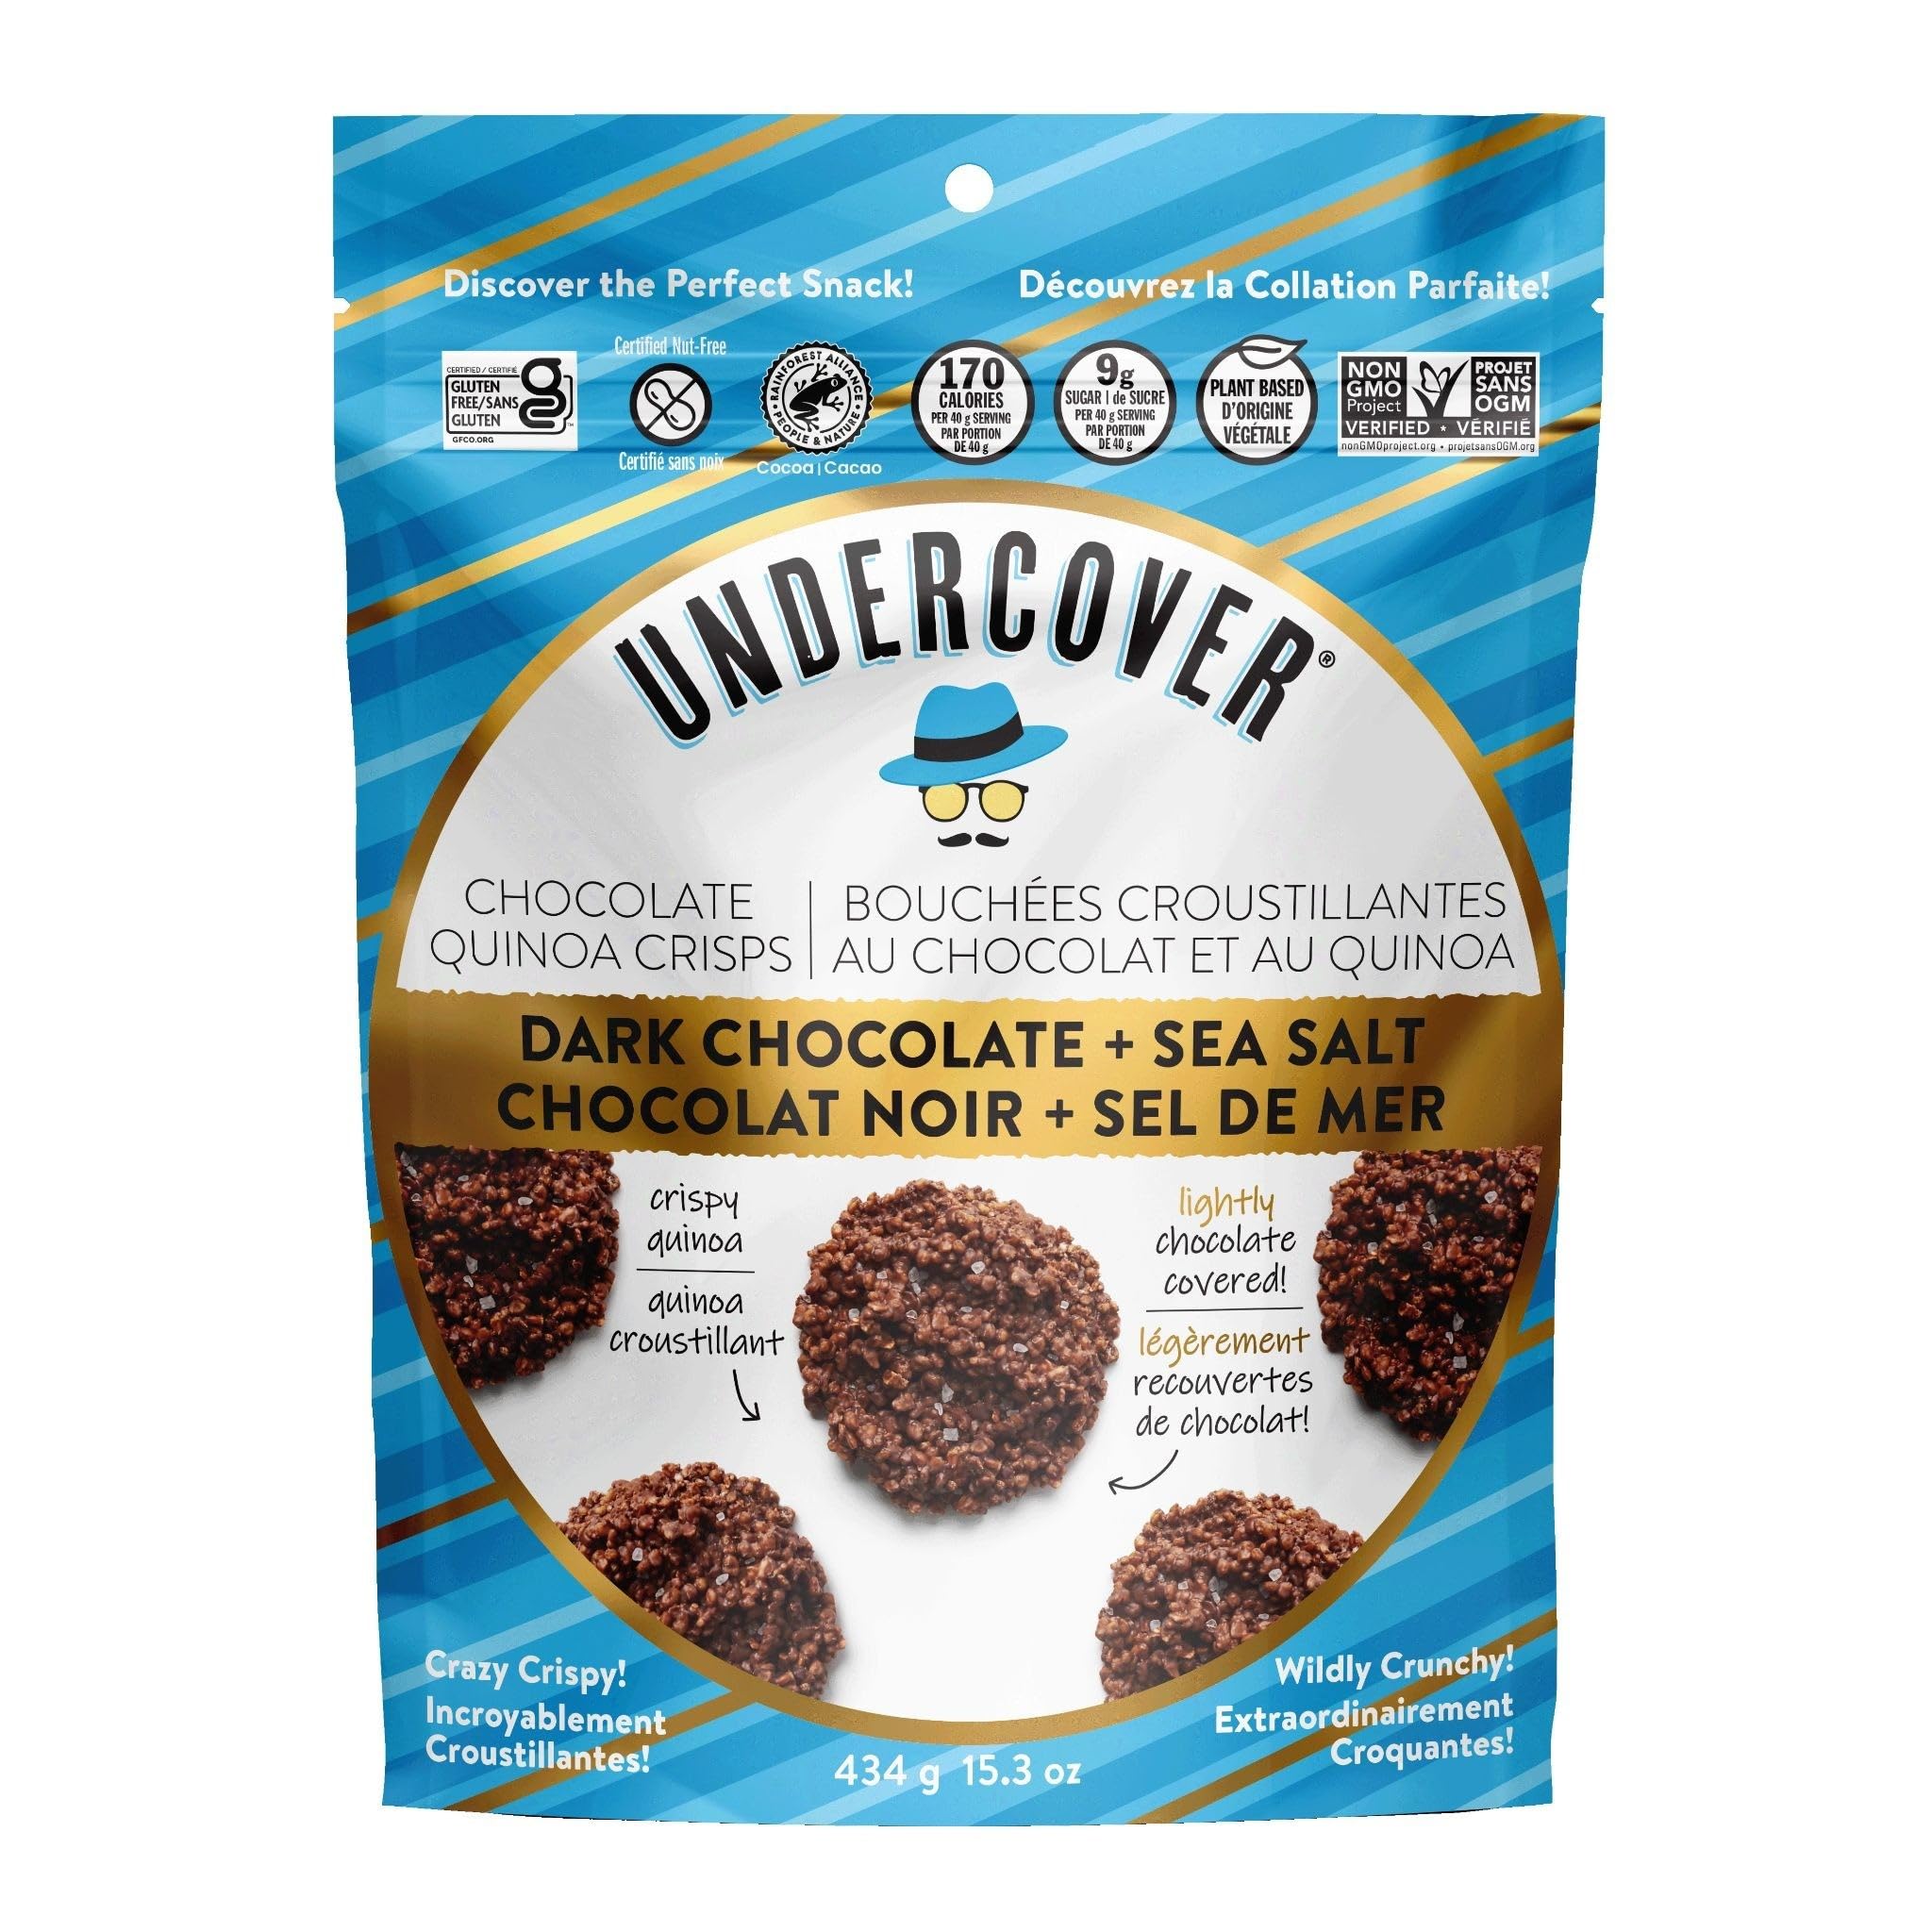 Discover the Perfect Snack!
Découvrez la Collation Parfaite!
CERTIFIED / CERTIFIÉ
GLUTEN
FREE/SANS
GLUTEN
GFCO.ORG
TM
Certified Nut-Free
Certifié sans noix
RAINFOREST ALLIANCE
PEOPLE & NATURE
Cocoa | Cacao
170
CALORIES
PER 40 g SERVING
PAR PORTION
DE 40 g
9g
SUGAR | de SUCRE
PER 40 g SERVING
PAR PORTION
DE 40 g
PLANT BASED
D'ORIGINE
VÉGÉTALE
NON
GMO
Project
PROJET
SANS
OGM
VERIFIED * VÉRIFIÉ
nonGMOproject.org • projetsansOGM.org
UNDERCOVER®
CHOCOLATE
QUINOA CRISPS
BOUCHÉES CROUSTILLANTES
AU CHOCOLAT ET AU QUINOA
DARK CHOCOLATE + SEA SALT
CHOCOLAT NOIR + SEL DE MER
crispy
quinoa
quinoa
croustillant
lightly
chocolate
covered!
légèrement
recouvertes
de chocolat!
Crazy Crispy!
Incroyablement
Croustillantes!
434 g 15.3 oz
Wildly Crunchy!
Extraordinairement
Croquantes!